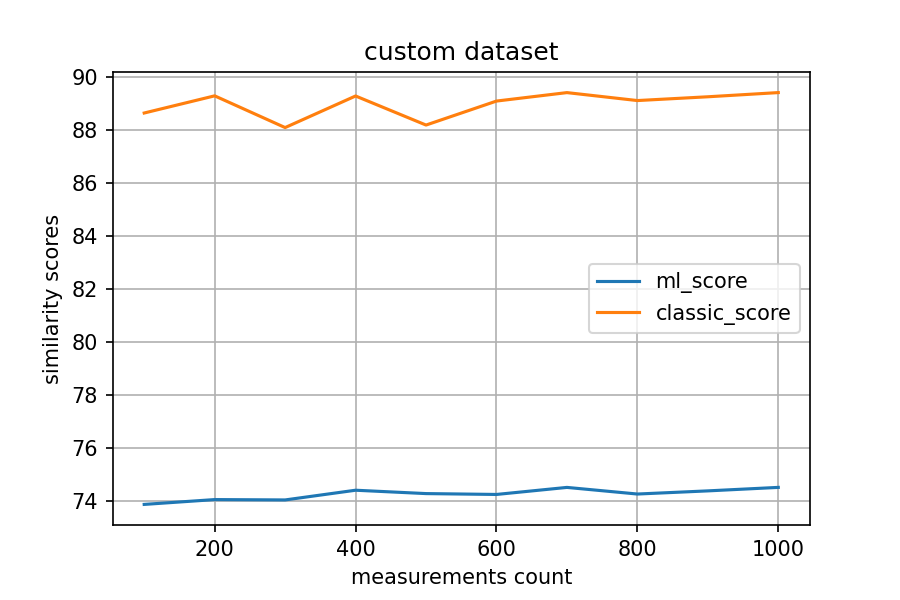 custom dataset
90
88
86
84
82
80
78
76
74
similarity scores
ml_score
classic_score
200 400 600 800 1000
measurements count